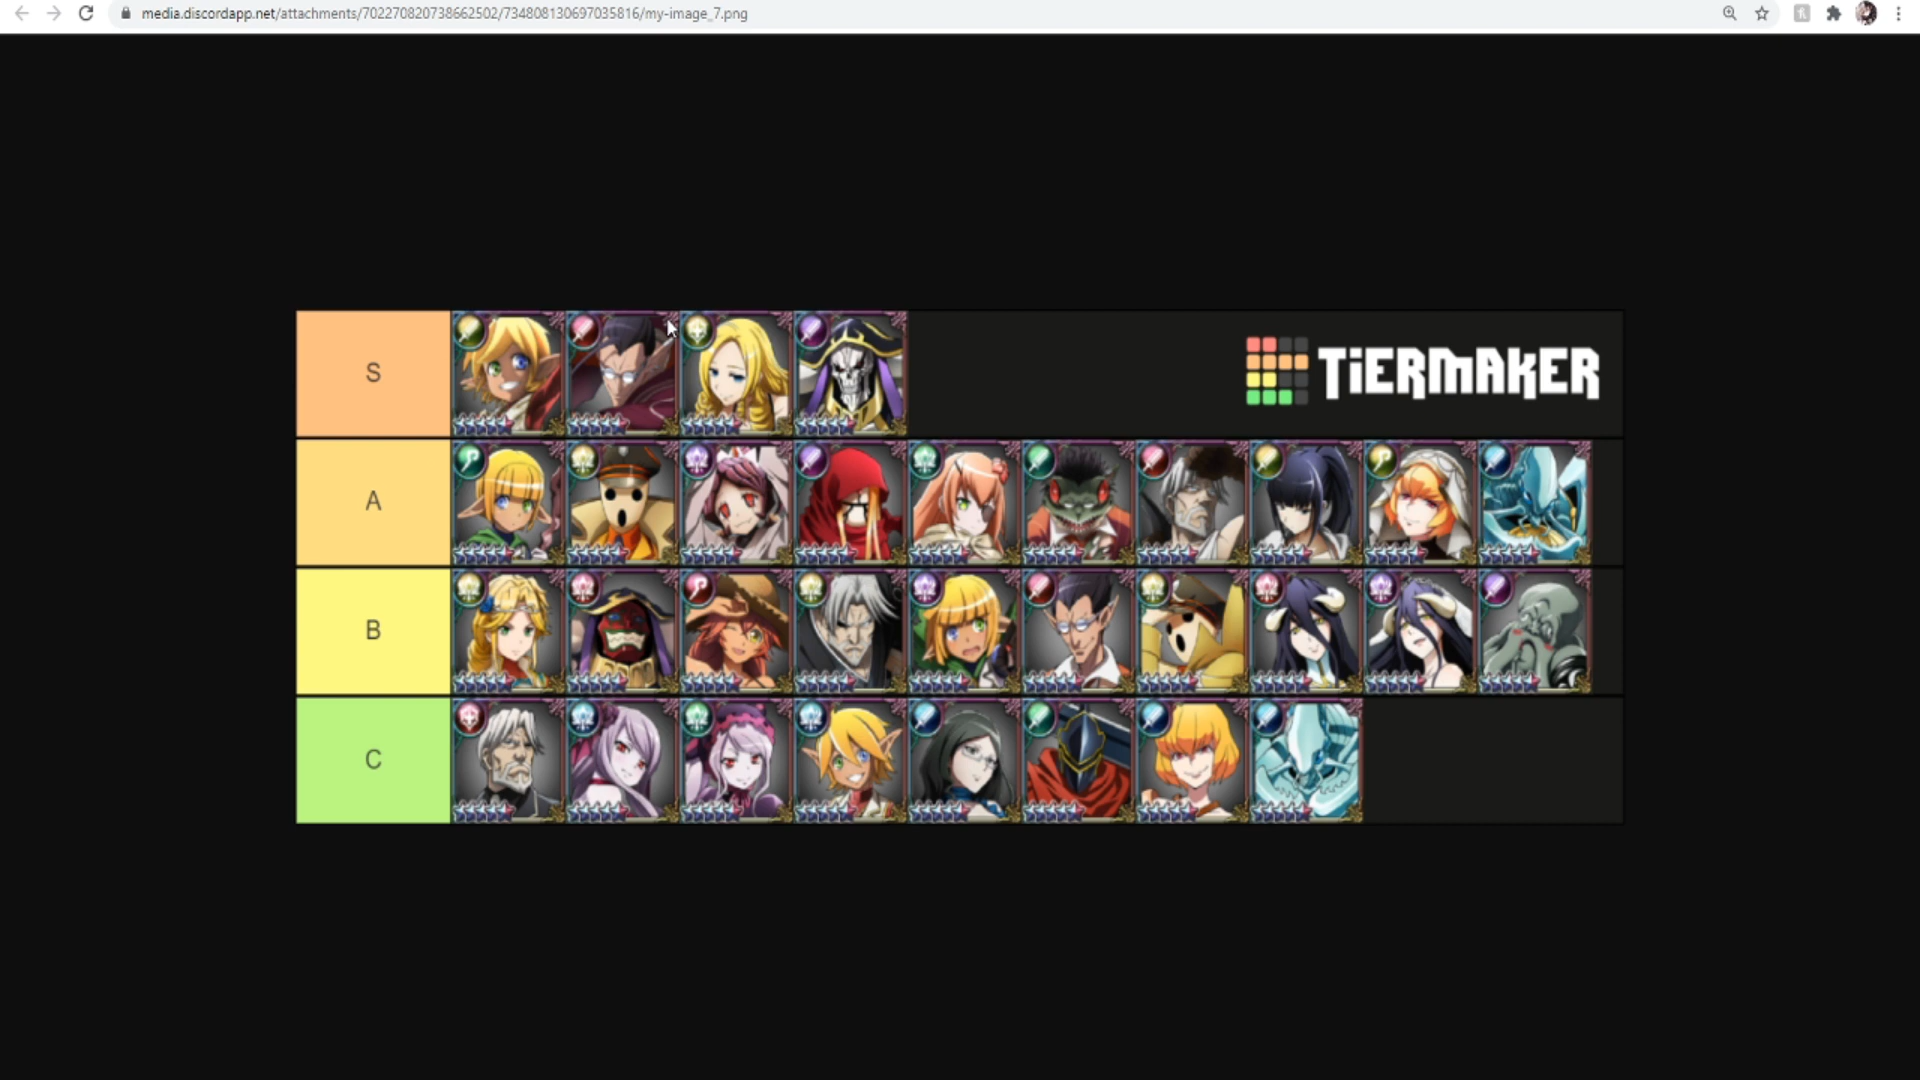 media.discordapp.net/attachments/702270820738662502/734808130697035816/my-image_7.png
S
TiERMAKER
A
B
C